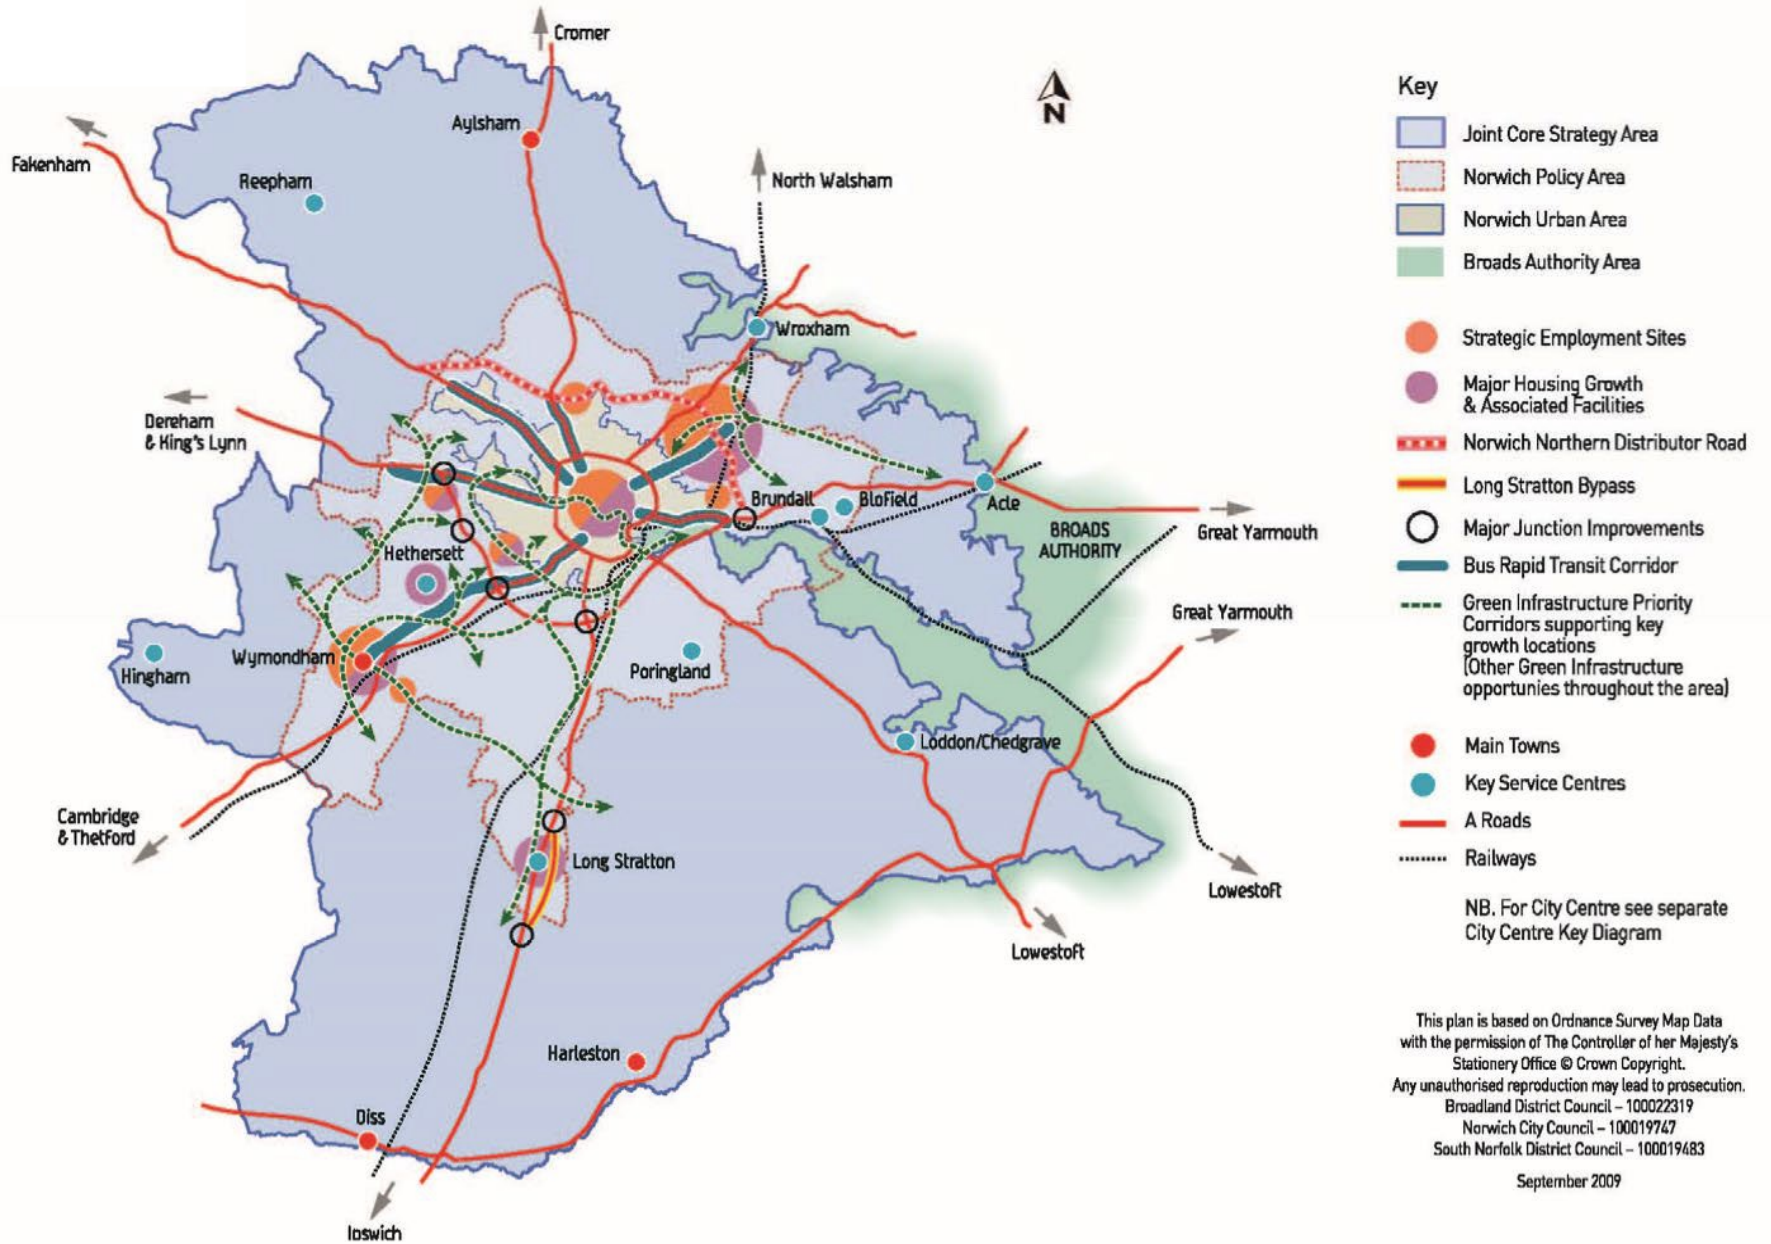 Cromer
Aylsham
Fakenham
Reepham
North Walsham
Wroxham
Dereham
& King's Lynn
Brundall
Blofield
Acle
BROADS
AUTHORITY
Great Yarmouth
Hethersett
Great Yarmouth
Wymondham
Hingham
Poringland
Loddon/Chedgrave
Cambridge
& Thetford
Long Stratton
Lowestoft
Lowestoft
Harleston
Diss
Ipswich
N
Key
Joint Core Strategy Area
Norwich Policy Area
Norwich Urban Area
Broads Authority Area
Strategic Employment Sites
Major Housing Growth
& Associated Facilities
Norwich Northern Distributor Road
Long Stratton Bypass
Major Junction Improvements
Bus Rapid Transit Corridor
Green Infrastructure Priority
Corridors supporting key
growth locations
(Other Green Infrastructure
opportunies throughout the area)
Main Towns
Key Service Centres
A Roads
Railways
NB. For City Centre see separate
City Centre Key Diagram
This plan is based on Ordnance Survey Map Data
with the permission of The Controller of her Majesty's
Stationery Office © Crown Copyright.
Any unauthorised reproduction may lead to prosecution.
Broadland District Council – 100022319
Norwich City Council – 100019747
South Norfolk District Council – 100019483
September 2009